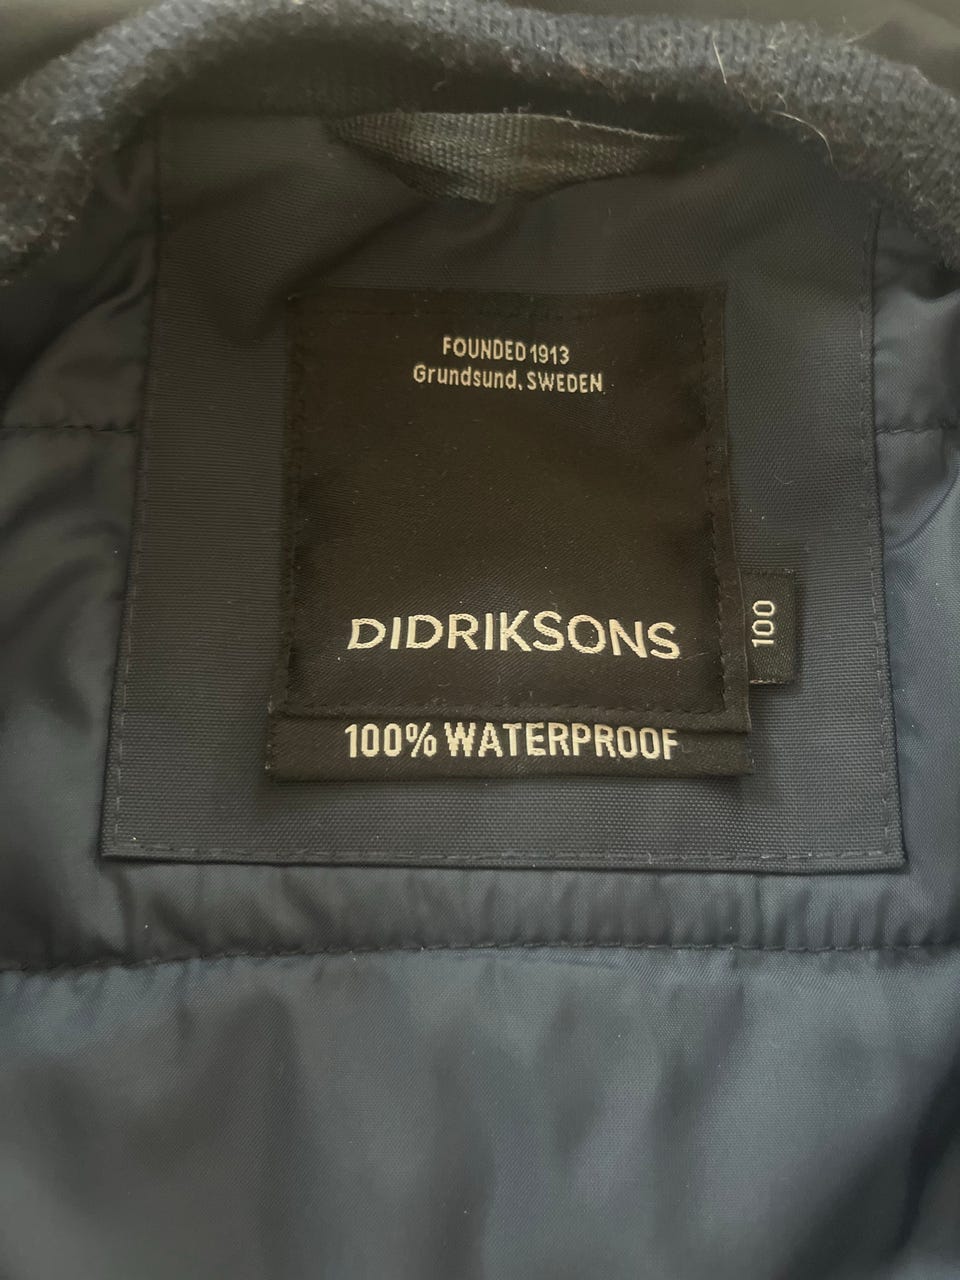 FOUNDED 1913
Grundsund, SWEDEN
DIDRIKSONS
100
100% WATERPROOF